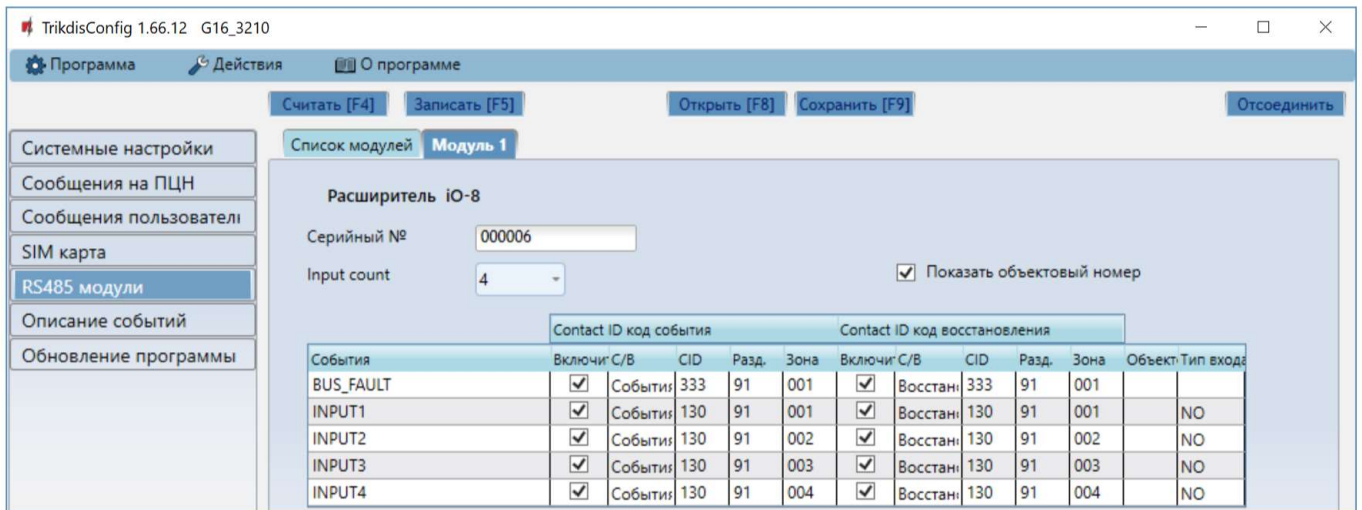 TrikdisConfig 1.66.12 G16_3210
Программа Действия О программе
Считать [F4] Записать [F5] Открыть [F8] Сохранить [F9] Отсоединить
Системные настройки
Сообщения на ПЦН
Сообщения пользователи
SIM карта
RS485 модули
Описание событий
Обновление программы
Список модулей Модуль 1
Расширитель iO-8
Серийный № 000006
Input count 4 Показать объектовый номер
Contact ID код события Contact ID код восстановления
События Включит С/В CID Разд. Зона Включит С/В CID Разд. Зона Объект Тип входа
BUS_FAULT События 333 91 001 Восстан 333 91 001
INPUT1 События 130 91 001 Восстан 130 91 001 NO
INPUT2 События 130 91 002 Восстан 130 91 002 NO
INPUT3 События 130 91 003 Восстан 130 91 003 NO
INPUT4 События 130 91 004 Восстан 130 91 004 NO